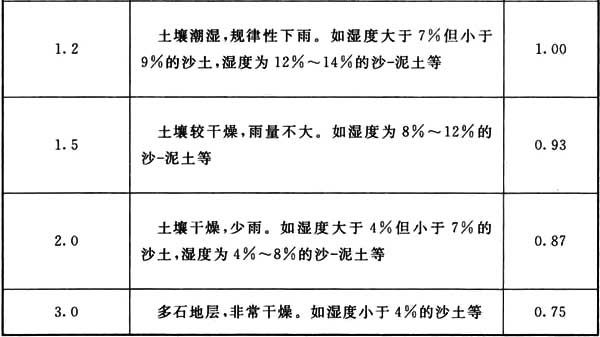 1.2
土壤潮湿,规律性下雨。如湿度大于7%但小于
9%的沙土,湿度为12%~14%的沙-泥土等
1.00
1.5
土壤较干燥,雨量不大。如湿度为8%~12%的
沙-泥土等
0.93
2.0
土壤干燥,少雨。如湿度大于4%但小于7%的
沙土,湿度为4%~8%的沙-泥土等
0.87
3.0
多石地层,非常干燥。如湿度小于4%的沙土等
0.75